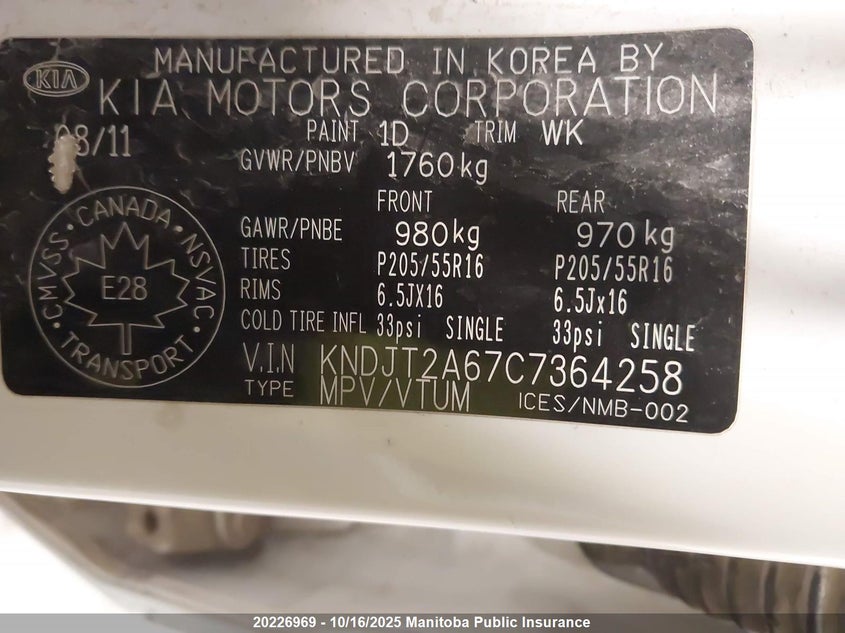 KIA
MANUFACTURED IN KOREA BY
KIA MOTORS CORPORATION
08/11 PAINT 1D TRIM WK
GVWR/PNBV 1760kg
FRONT REAR
GAWR/PNBE 980kg 970kg
TIRES P205/55R16 P205/55R16
RIMS 6.5JX16 6.5Jx16
COLD TIRE INFL 33psi SINGLE 33psi SINGLE
V.I.N KNDJT2A67C7364258
TYPE MPV/VTUM ICES/NMB-002
CMVSS · CANADA · NSVAC
E28
TRANSPORT
20226969 - 10/16/2025 Manitoba Public Insurance